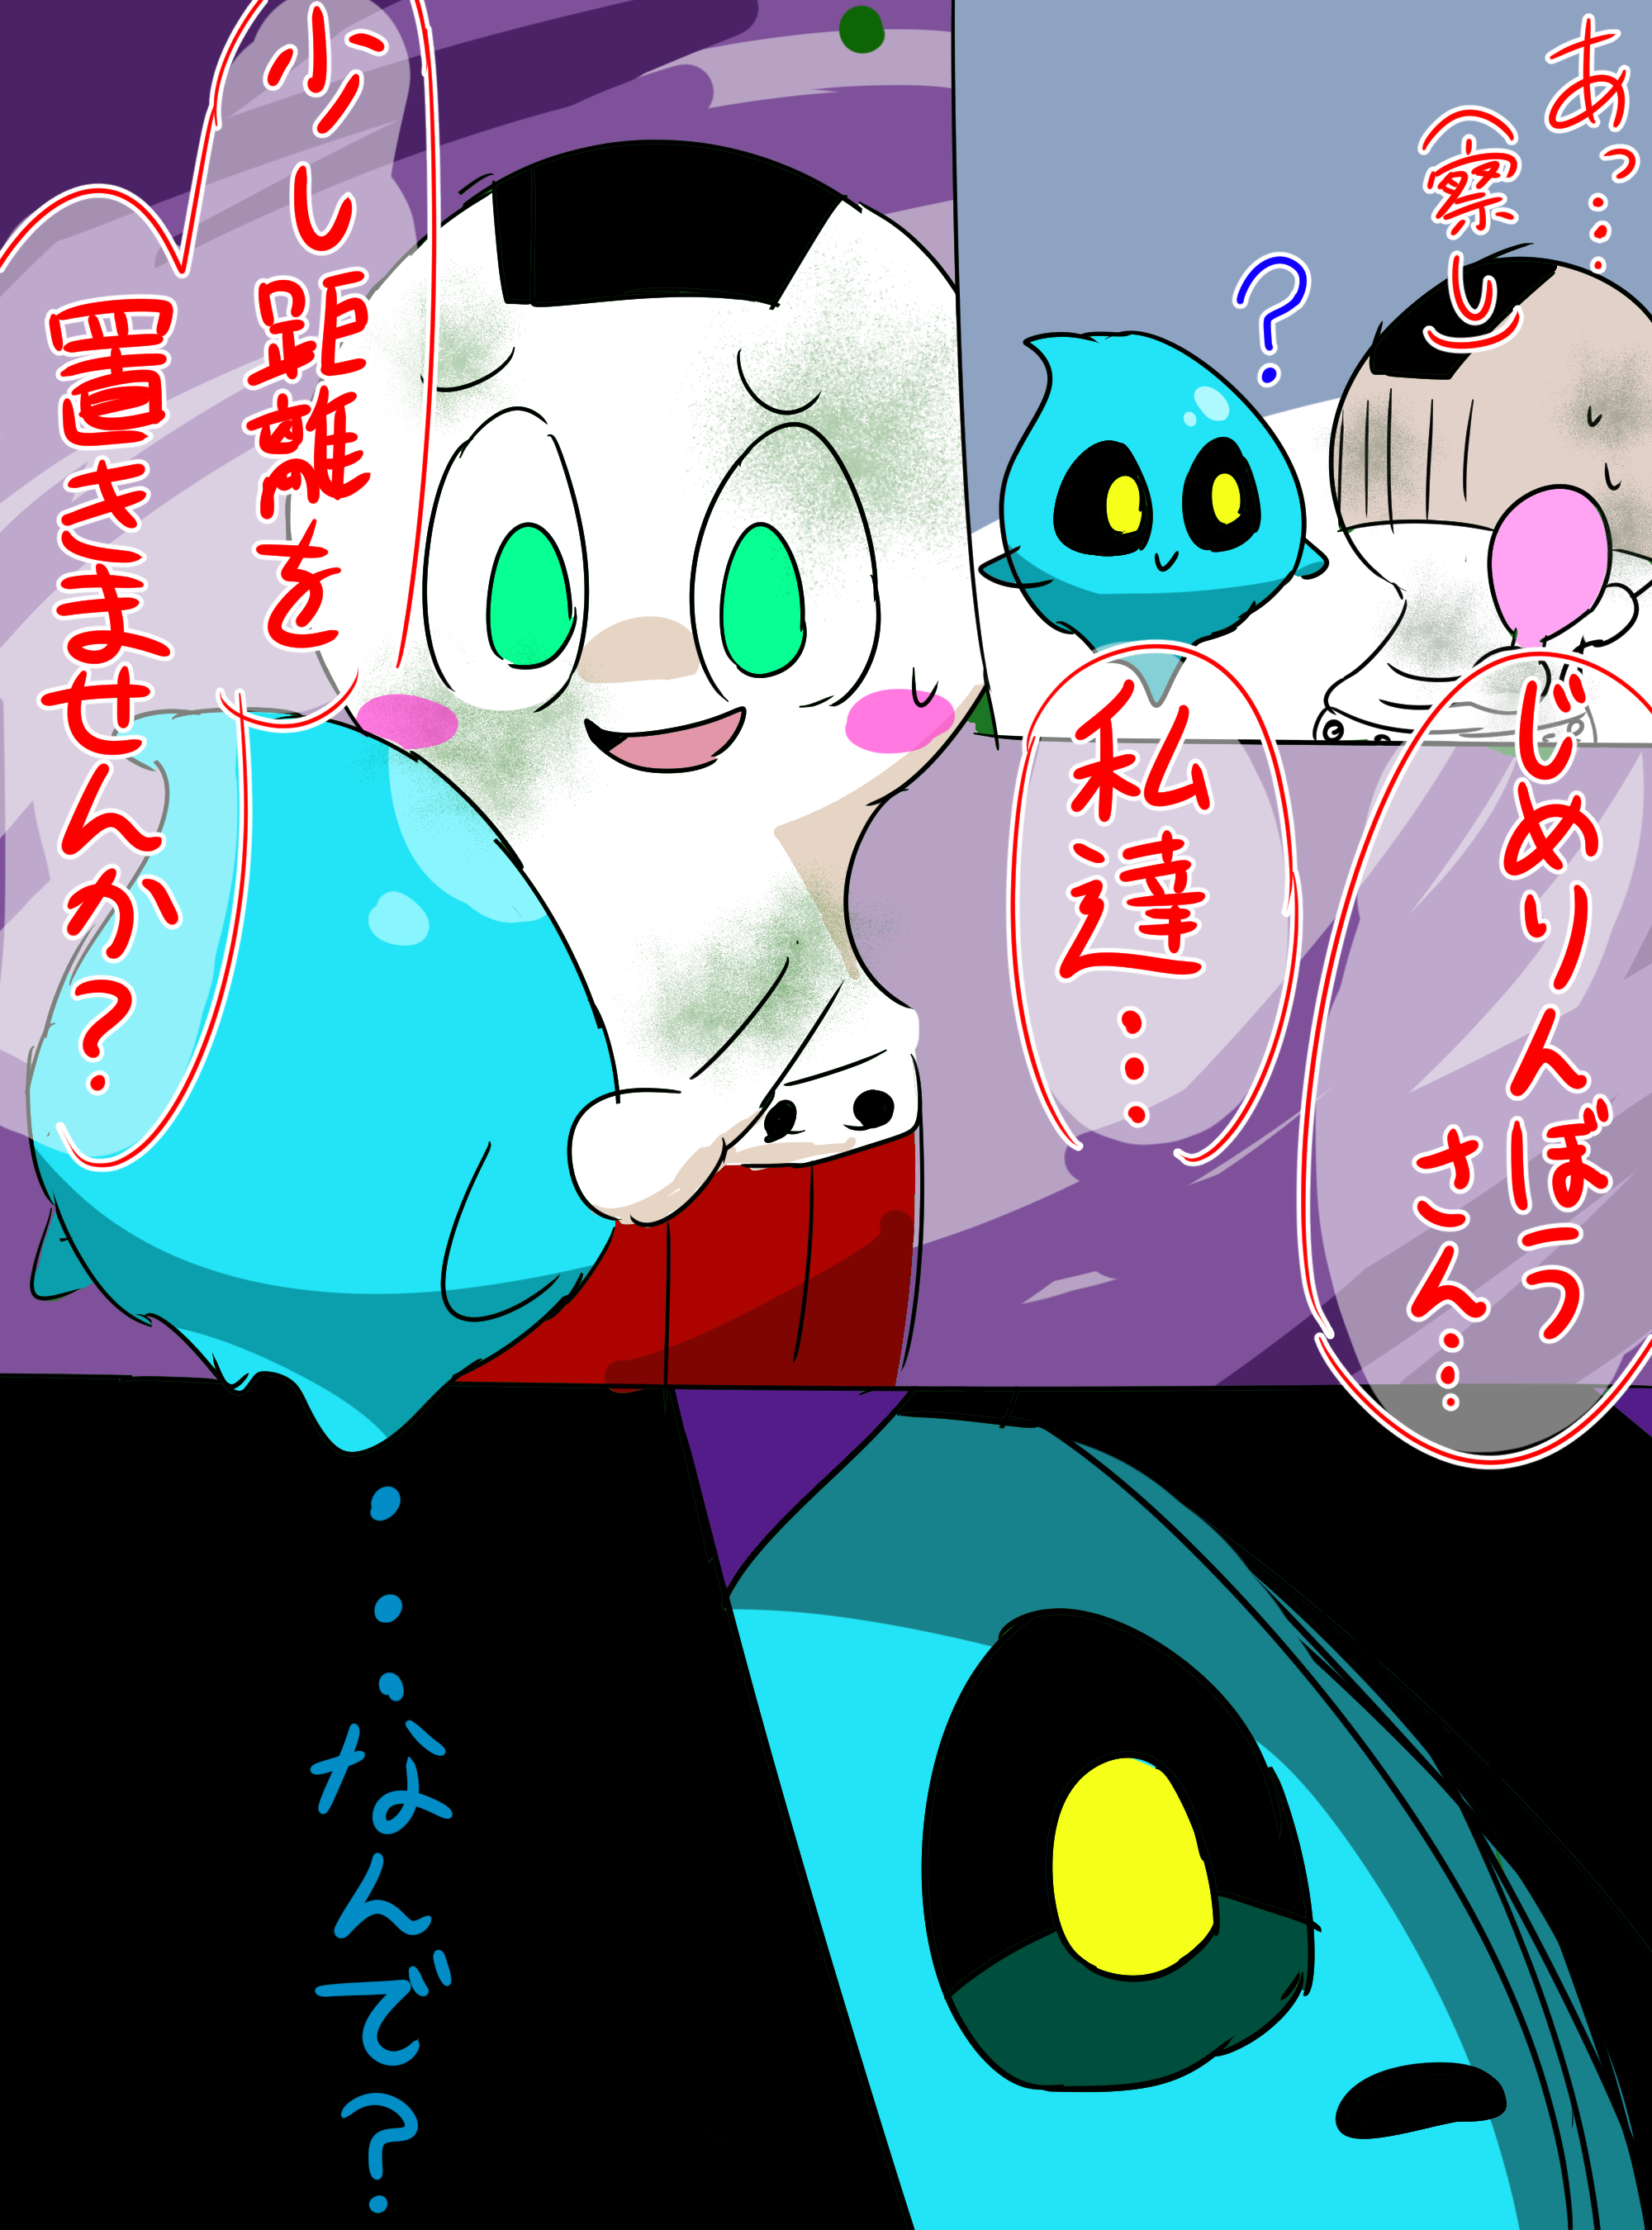 あっ…
(察し)
?
じめりんぼう
さん…
私達…
少し距離を
置きませんか?
・・・なんで?